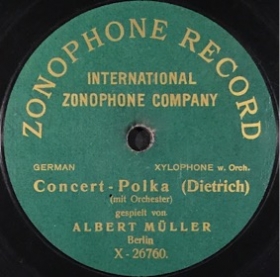 ZONOPHONE RECORD
INTERNATIONAL
ZONOPHONE COMPANY
GERMAN XYLOPHONE w. Orch.
Concert-Polka (Dietrich)
(mit Orchester)
gespielt von
ALBERT MÜLLER
Berlin
X-26760.